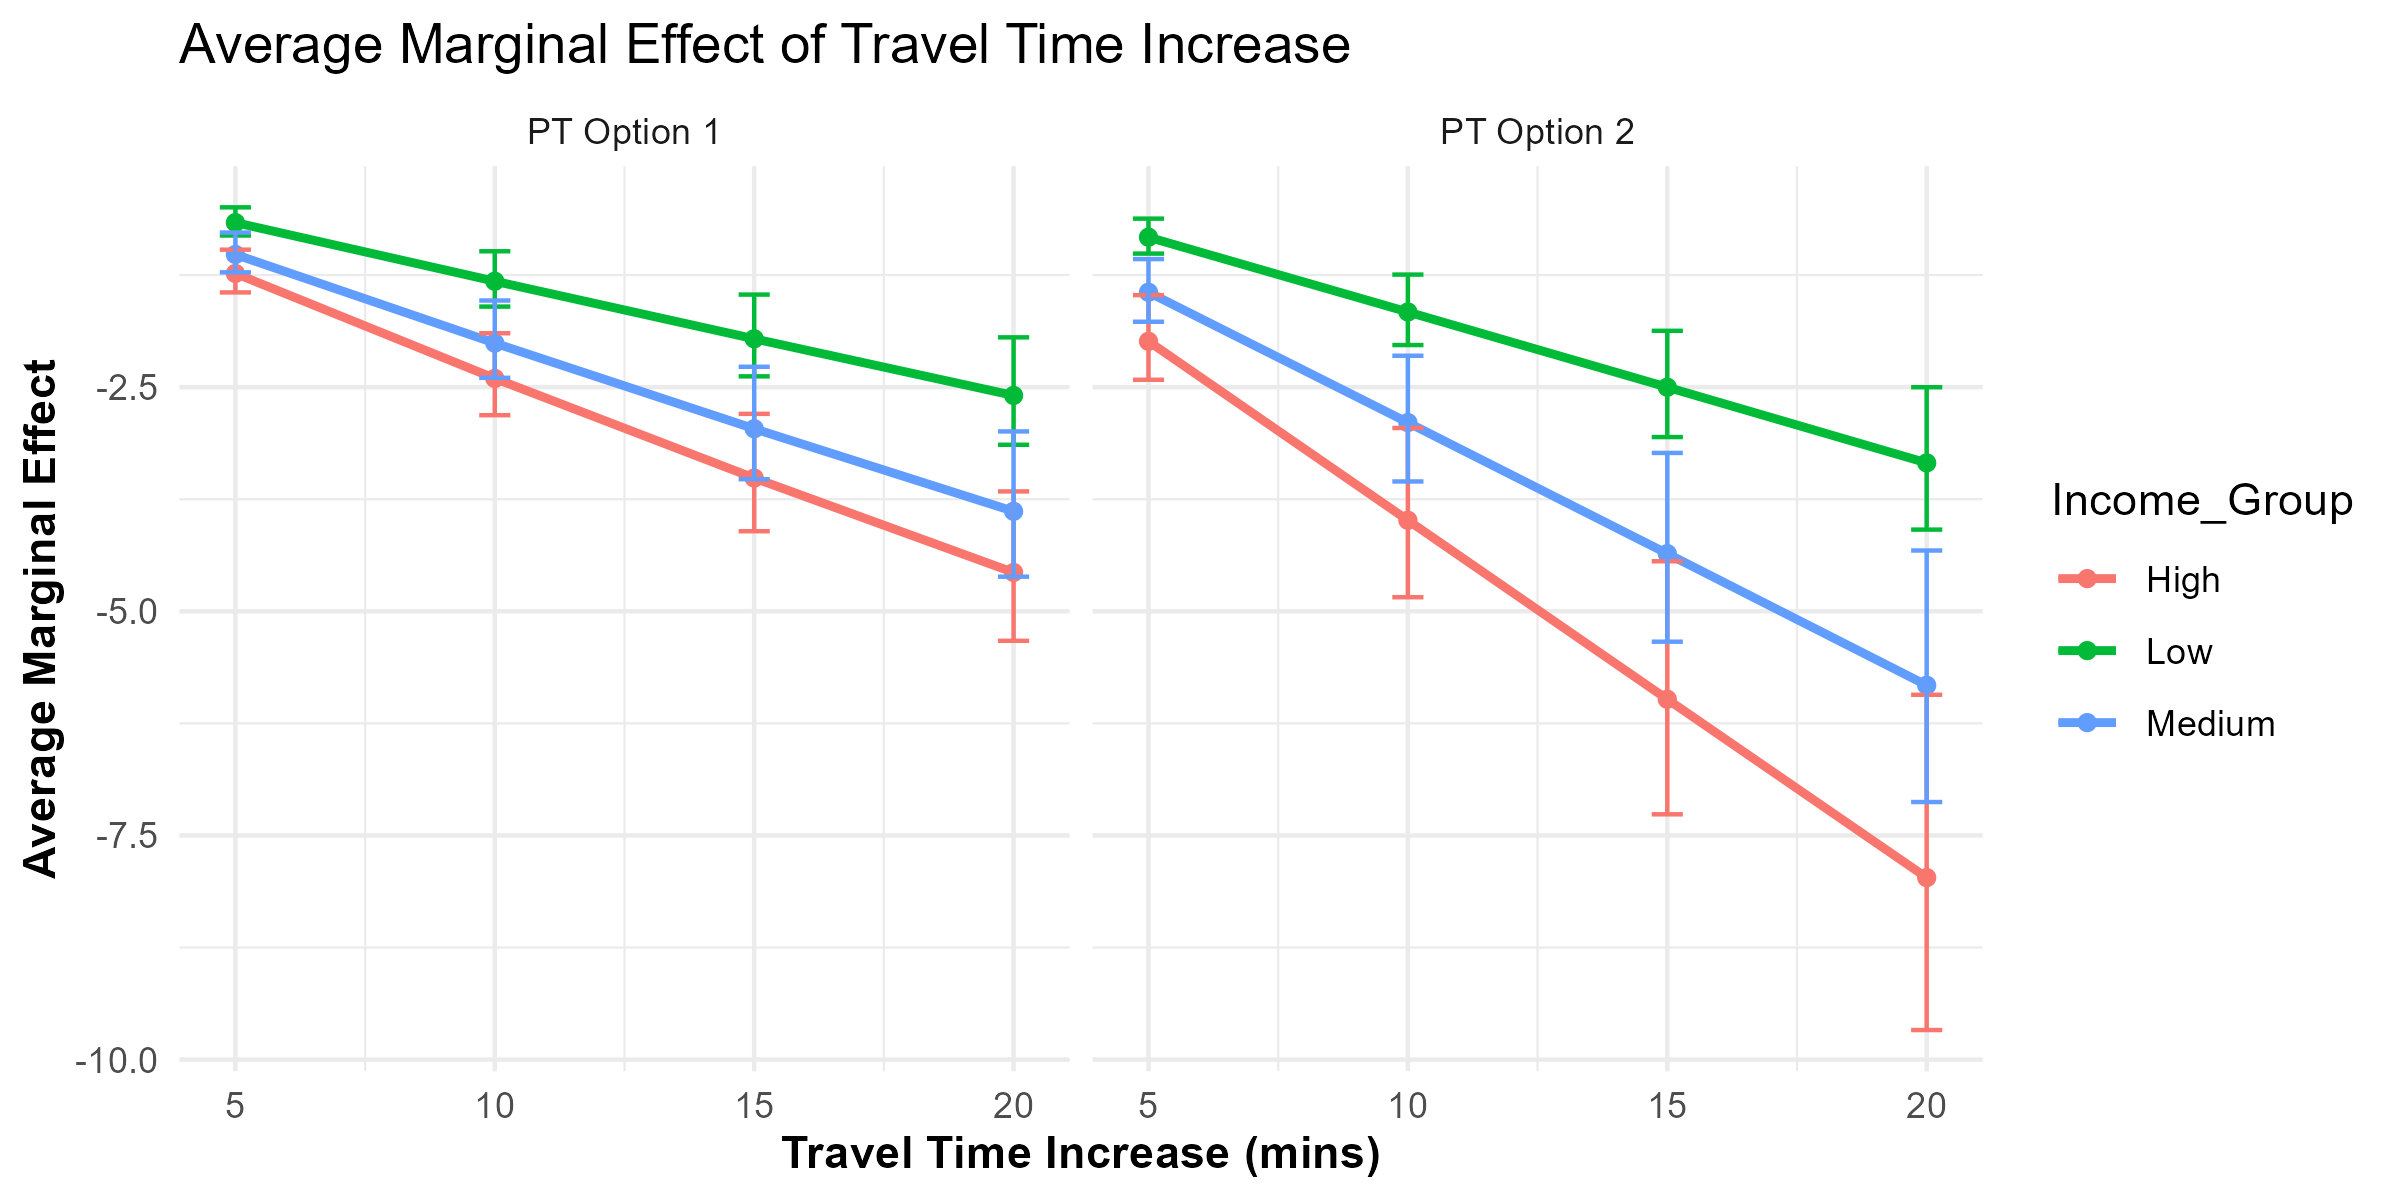 Average Marginal Effect of Travel Time Increase
PT Option 1
PT Option 2
Average Marginal Effect
-2.5
-5.0
-7.5
-10.0
5 10 15 20
5 10 15 20
Travel Time Increase (mins)
Income_Group
High
Low
Medium